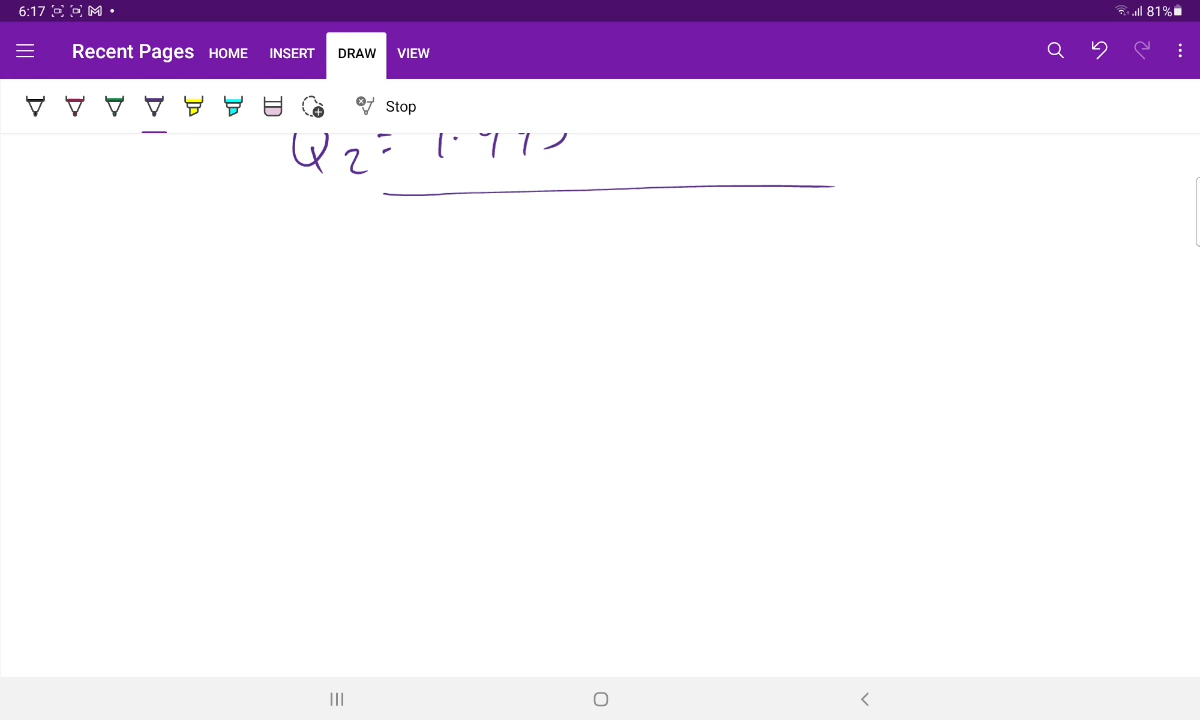 6:17 81%
Recent Pages HOME INSERT DRAW VIEW
Stop
Q2 =